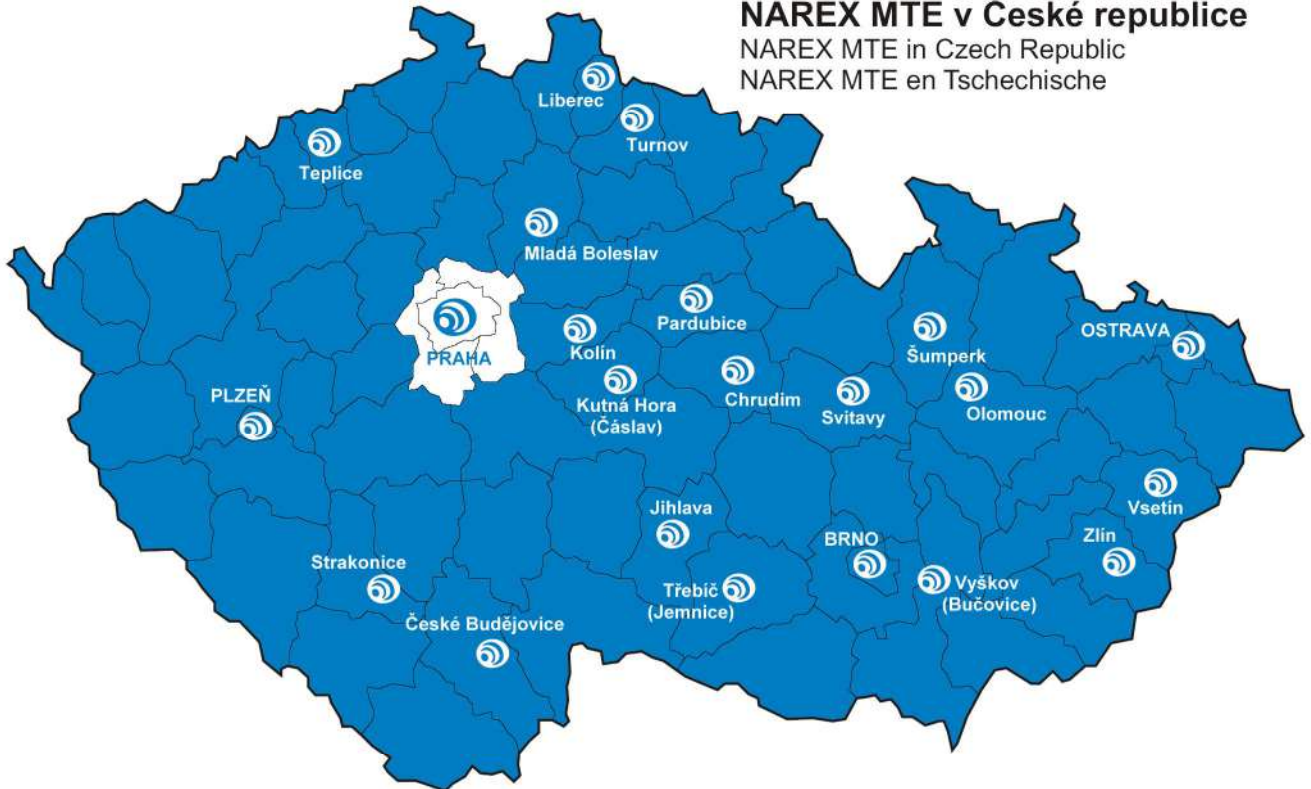 NAREX MTE v České republice
NAREX MTE in Czech Republic
NAREX MTE en Tschechische
Liberec
Turnov
Teplice
Mladá Boleslav
Pardubice
PRAHA
Kolín
OSTRAVA
Šumperk
PLZEŇ
Kutná Hora
(Čáslav)
Chrudim
Svitavy
Olomouc
Jihlava
Vsetín
BRNO
Zlín
Strakonice
Třebíč
(Jemnice)
Vyškov
(Bučovice)
České Budějovice